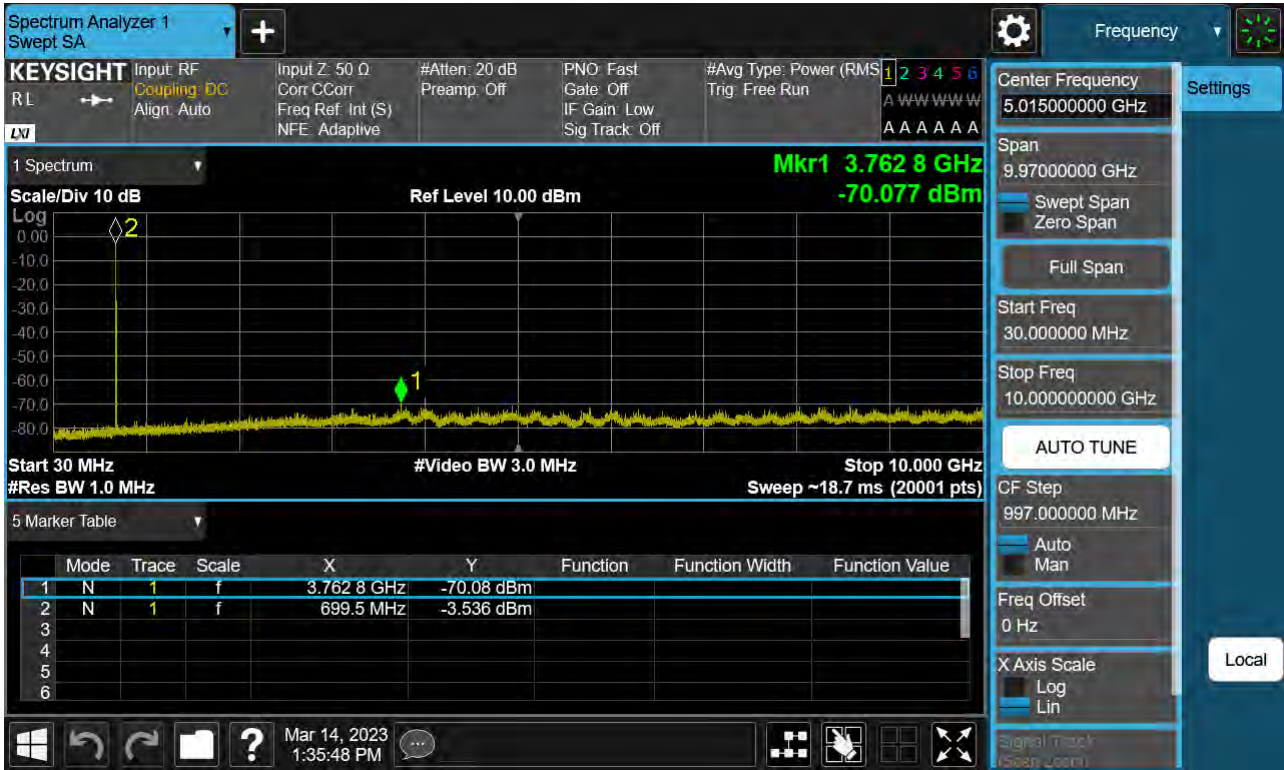 Spectrum Analyzer 1
Swept SA
Frequency
KEYSIGHT
RL
LXI
Input: RF
Coupling: DC
Align: Auto
Input Z: 50 Ω
Corr CCorr
Freq Ref: Int (S)
NFE: Adaptive
#Atten: 20 dB
Preamp: Off
PNO: Fast
Gate: Off
IF Gain: Low
Sig Track: Off
#Avg Type: Power (RMS
Trig: Free Run
1 2 3 4 5 6
A W W W W W
A A A A A A
1 Spectrum
Mkr1 3.762 8 GHz
-70.077 dBm
Scale/Div 10 dB
Ref Level 10.00 dBm
Log
0.00
-10.0
-20.0
-30.0
-40.0
-50.0
-60.0
-70.0
-80.0
2
1
Start 30 MHz
#Video BW 3.0 MHz
Stop 10.000 GHz
#Res BW 1.0 MHz
Sweep ~18.7 ms (20001 pts)
5 Marker Table
Mode Trace Scale X Y Function Function Width Function Value
1 N 1 f 3.762 8 GHz -70.08 dBm
2 N 1 f 699.5 MHz -3.536 dBm
3
4
5
6
Mar 14, 2023
1:35:48 PM
Center Frequency
5.015000000 GHz
Settings
Span
9.97000000 GHz
Swept Span
Zero Span
Full Span
Start Freq
30.000000 MHz
Stop Freq
10.000000000 GHz
AUTO TUNE
CF Step
997.000000 MHz
Auto
Man
Freq Offset
0 Hz
X Axis Scale
Log
Lin
Local
Signal Track
(Span Zoom)